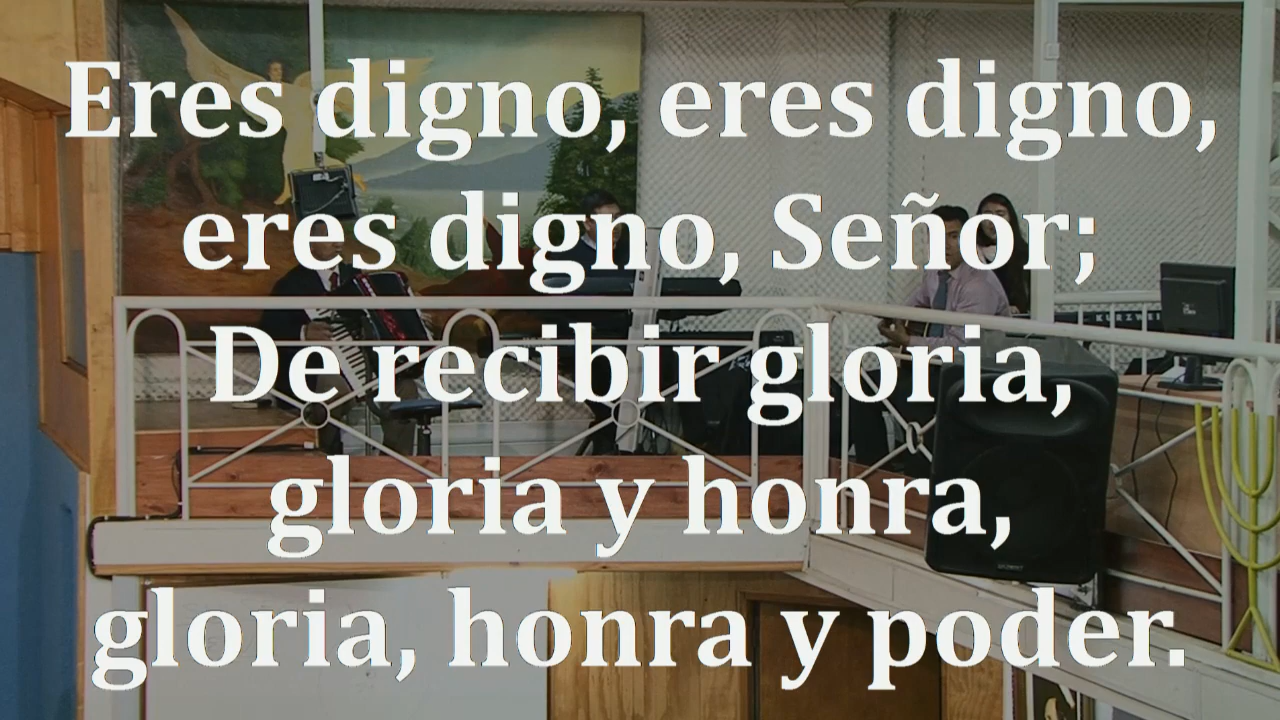 Eres digno, eres digno,
eres digno, Señor;
De recibir gloria,
gloria y honra,
gloria, honra y poder.